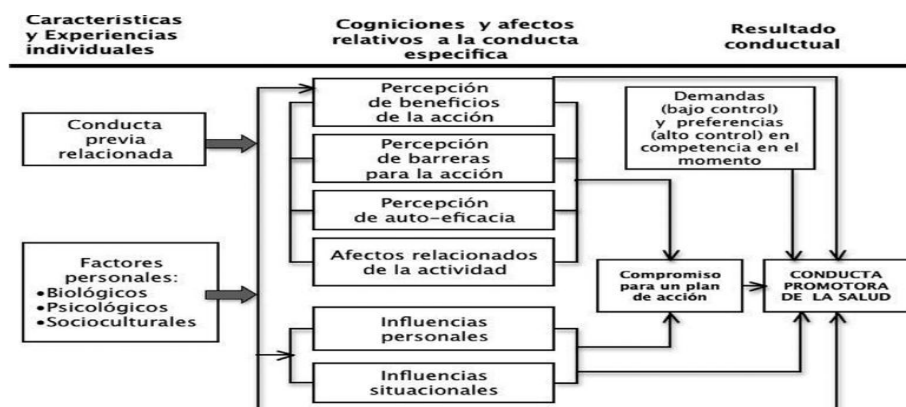 Características
y Experiencias
individuales
Cogniciones y afectos
relativos a la conducta
especifica
Resultado
conductual
Conducta
previa
relacionada
Factores
personales:
•Biológicos
•Psicológicos
•Socioculturales
Percepción
de beneficios
de la acción
Percepción
de barreras
para la acción
Percepción
de auto-eficacia
Afectos relacionados
de la actividad
Influencias
personales
Influencias
situacionales
Demandas
(bajo control)
y preferencias
(alto control) en
competencia en el
momento
Compromiso
para un plan
de acción
CONDUCTA
PROMOTORA
DE LA SALUD